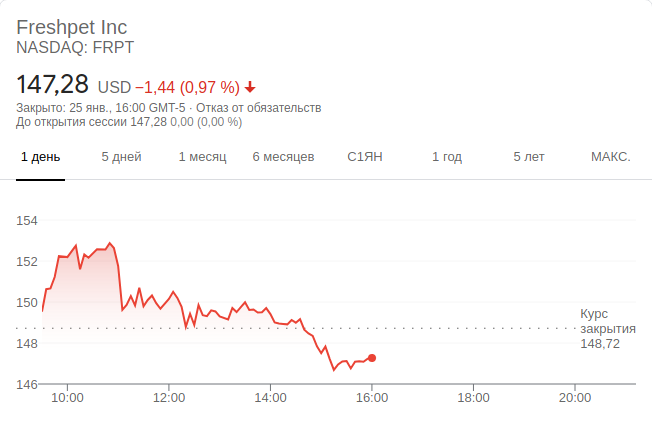 Freshpet Inc
NASDAQ: FRPT
147,28 USD −1,44 (0,97 %)
Закрыто: 25 янв., 16:00 GMT-5 · Отказ от обязательств
До открытия сессии 147,28 0,00 (0,00 %)
1 день 5 дней 1 месяц 6 месяцев С1ЯН 1 год 5 лет МАКС.
154
152
150
148
146
Курс
закрытия
148,72
10:00 12:00 14:00 16:00 18:00 20:00